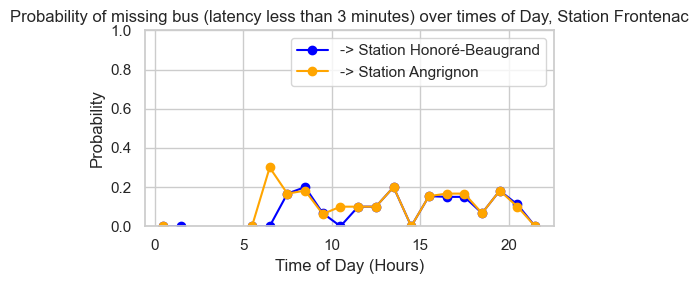 Probability of missing bus (latency less than 3 minutes) over times of Day, Station Frontenac
1.0
-> Station Honoré-Beaugrand
-> Station Angrignon
0.8
0.6
0.4
0.2
0.0
Probability
0 5 10 15 20
Time of Day (Hours)